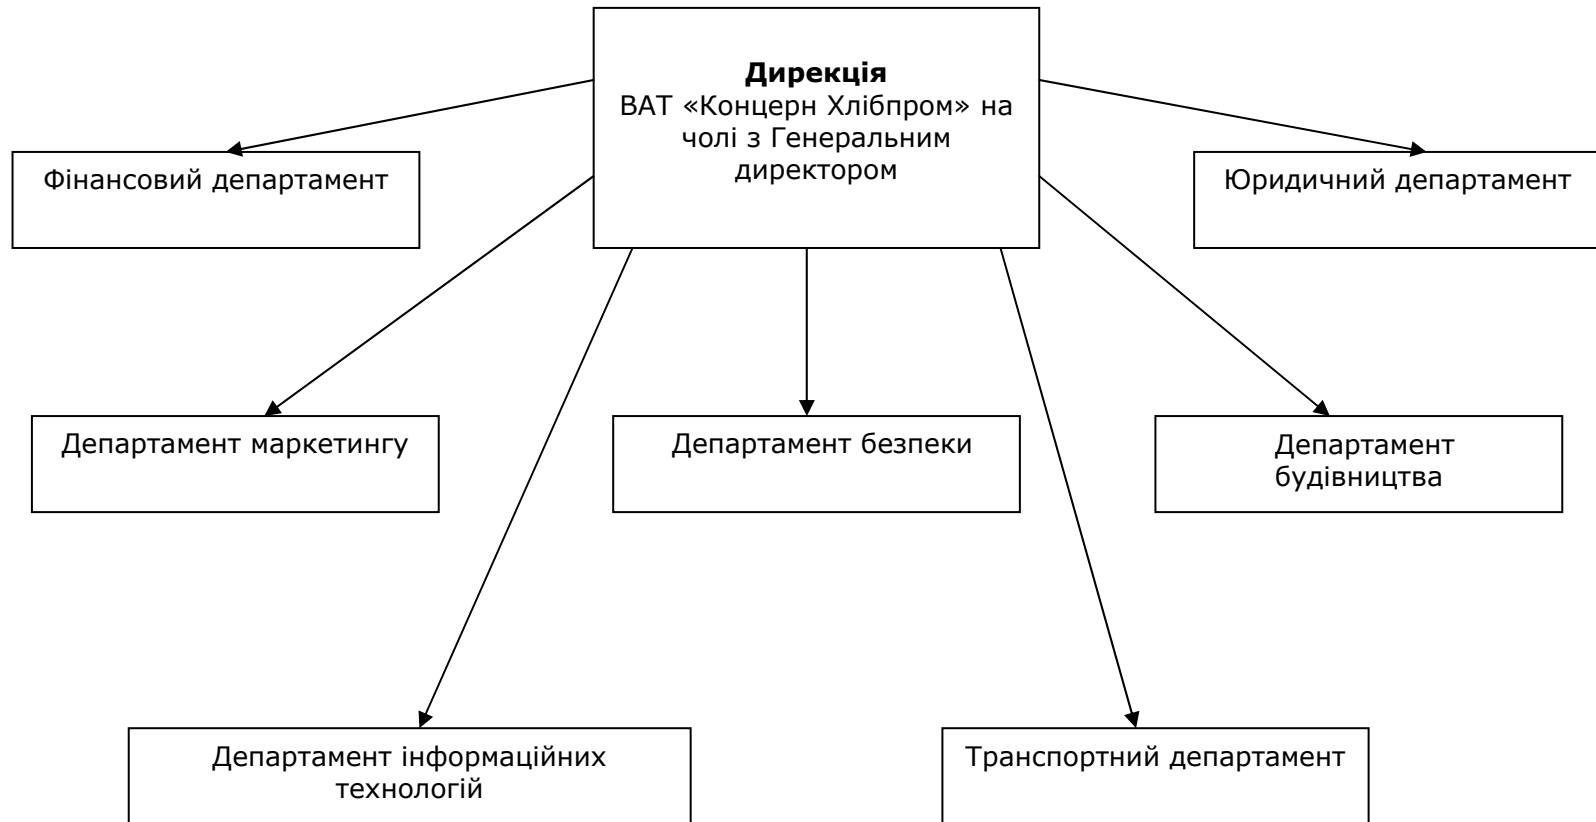 Дирекція
ВАТ «Концерн Хлібпром» на
чолі з Генеральним
директором
Фінансовий департамент
Юридичний департамент
Департамент маркетингу
Департамент безпеки
Департамент
будівництва
Департамент інформаційних
технологій
Транспортний департамент